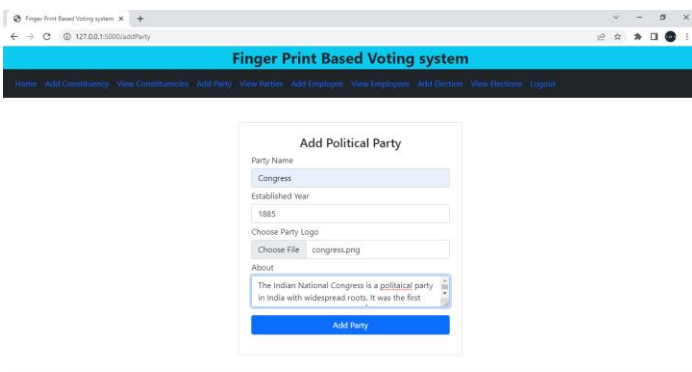 Finger Print Based Voting system
127.0.0.1:5000/addParty
Finger Print Based Voting system
Home Add Constituency View Constituencies Add Party View Parties Add Employee View Employees Add Election View Elections Logout
Add Political Party
Party Name
Congress
Established Year
1885
Choose Party Logo
Choose File congress.png
About
The Indian National Congress is a politaical party
in India with widespread roots. It was the first
Add Party